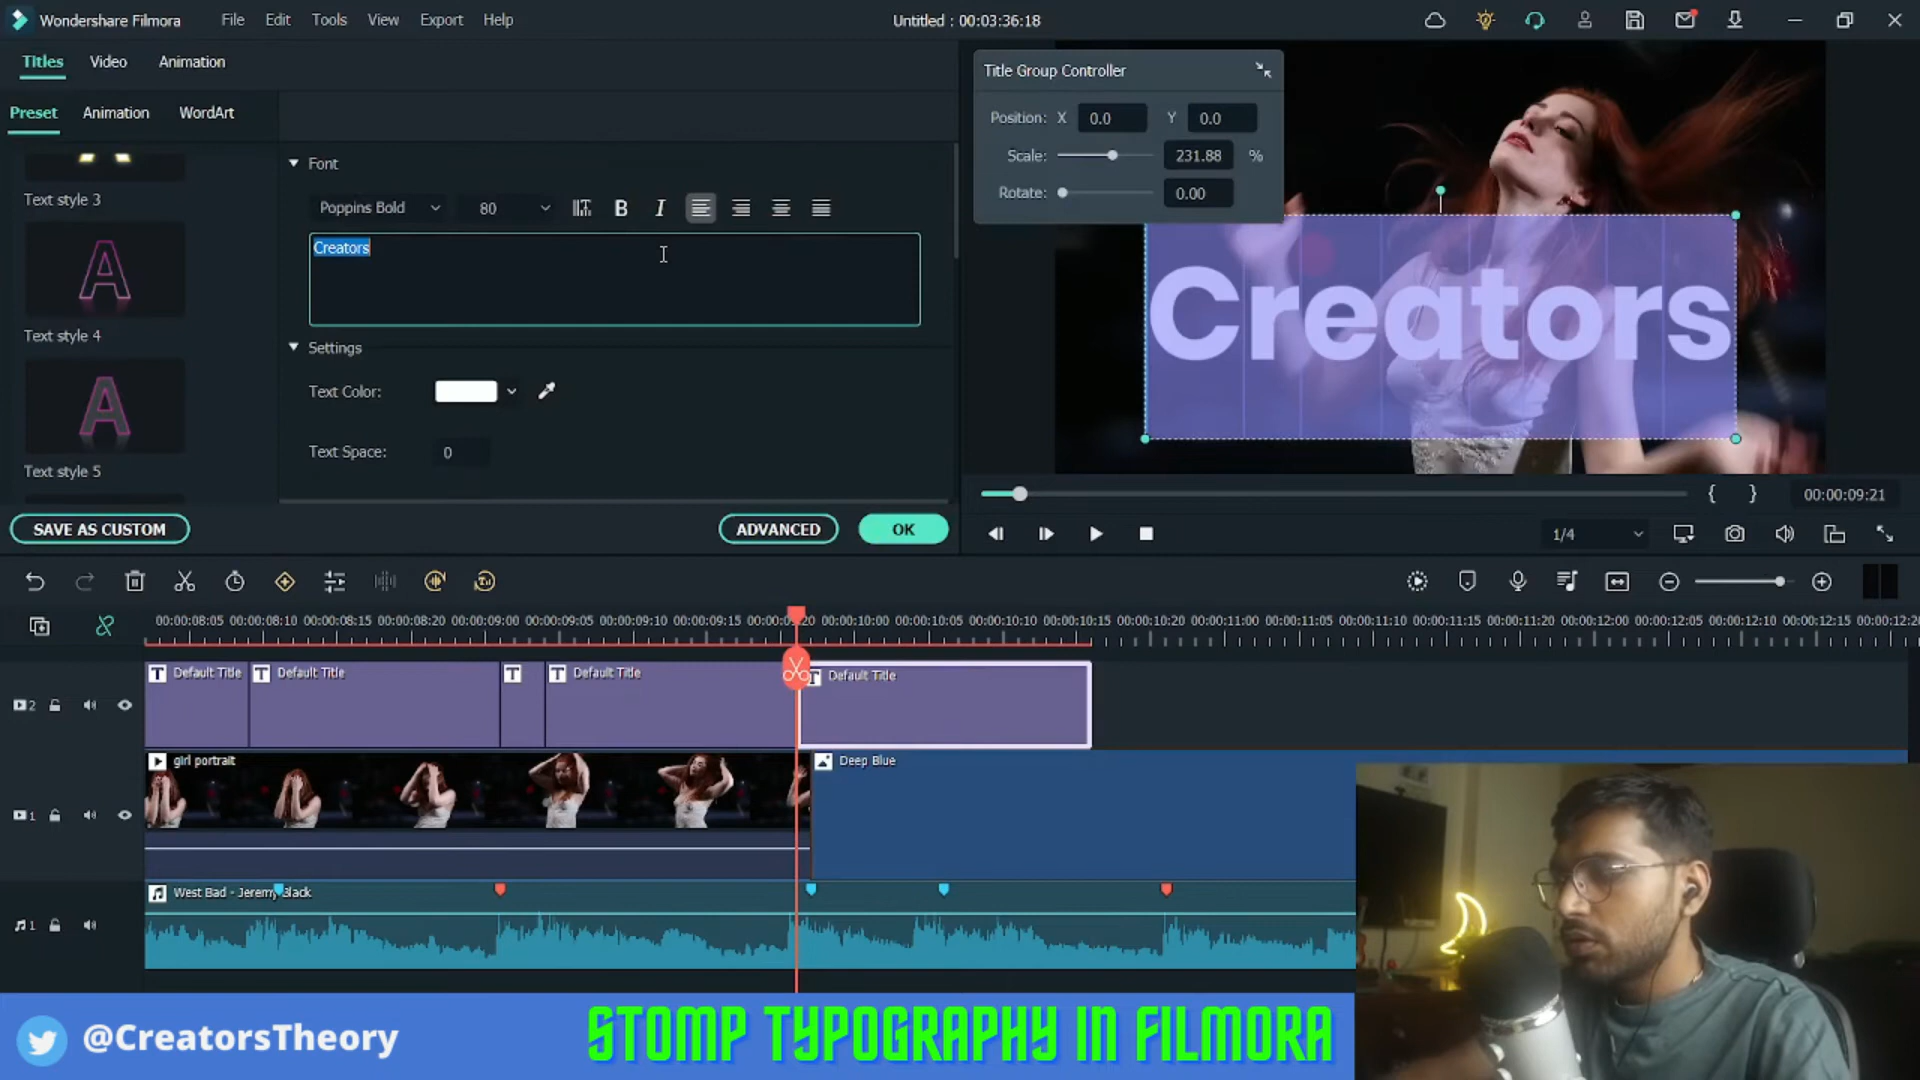 Wondershare Filmora File Edit Tools View Export Help Untitled : 00:03:36:18
Titles Video Animation
Preset Animation WordArt
Text style 3
Text style 4
Text style 5
Font
Poppins Bold 80 B I
Creators
Settings
Text Color:
Text Space: 0
SAVE AS CUSTOM ADVANCED OK
Title Group Controller
Position: X 0.0 Y 0.0
Scale: 231.88 %
Rotate: 0.00
Creators
{ } 00:00:09:21
1/4
00:00:08:05 00:00:08:10 00:00:08:15 00:00:08:20 00:00:09:00 00:00:09:05 00:00:09:10 00:00:09:15 00:00:10:00 00:00:10:05 00:00:10:10 00:00:10:15 00:00:10:20 00:00:11:00 00:00:11:05 00:00:11:10 00:00:11:15 00:00:11:20 00:00:12:00 00:00:12:05 00:00:12:10 00:00:12:15
2 Default Title Default Title Default Title Default Title
1 girl portrait Deep Blue
1 West Bad - Jeremy Black
@CreatorsTheory STOMP TYPOGRAPHY IN FILMORA